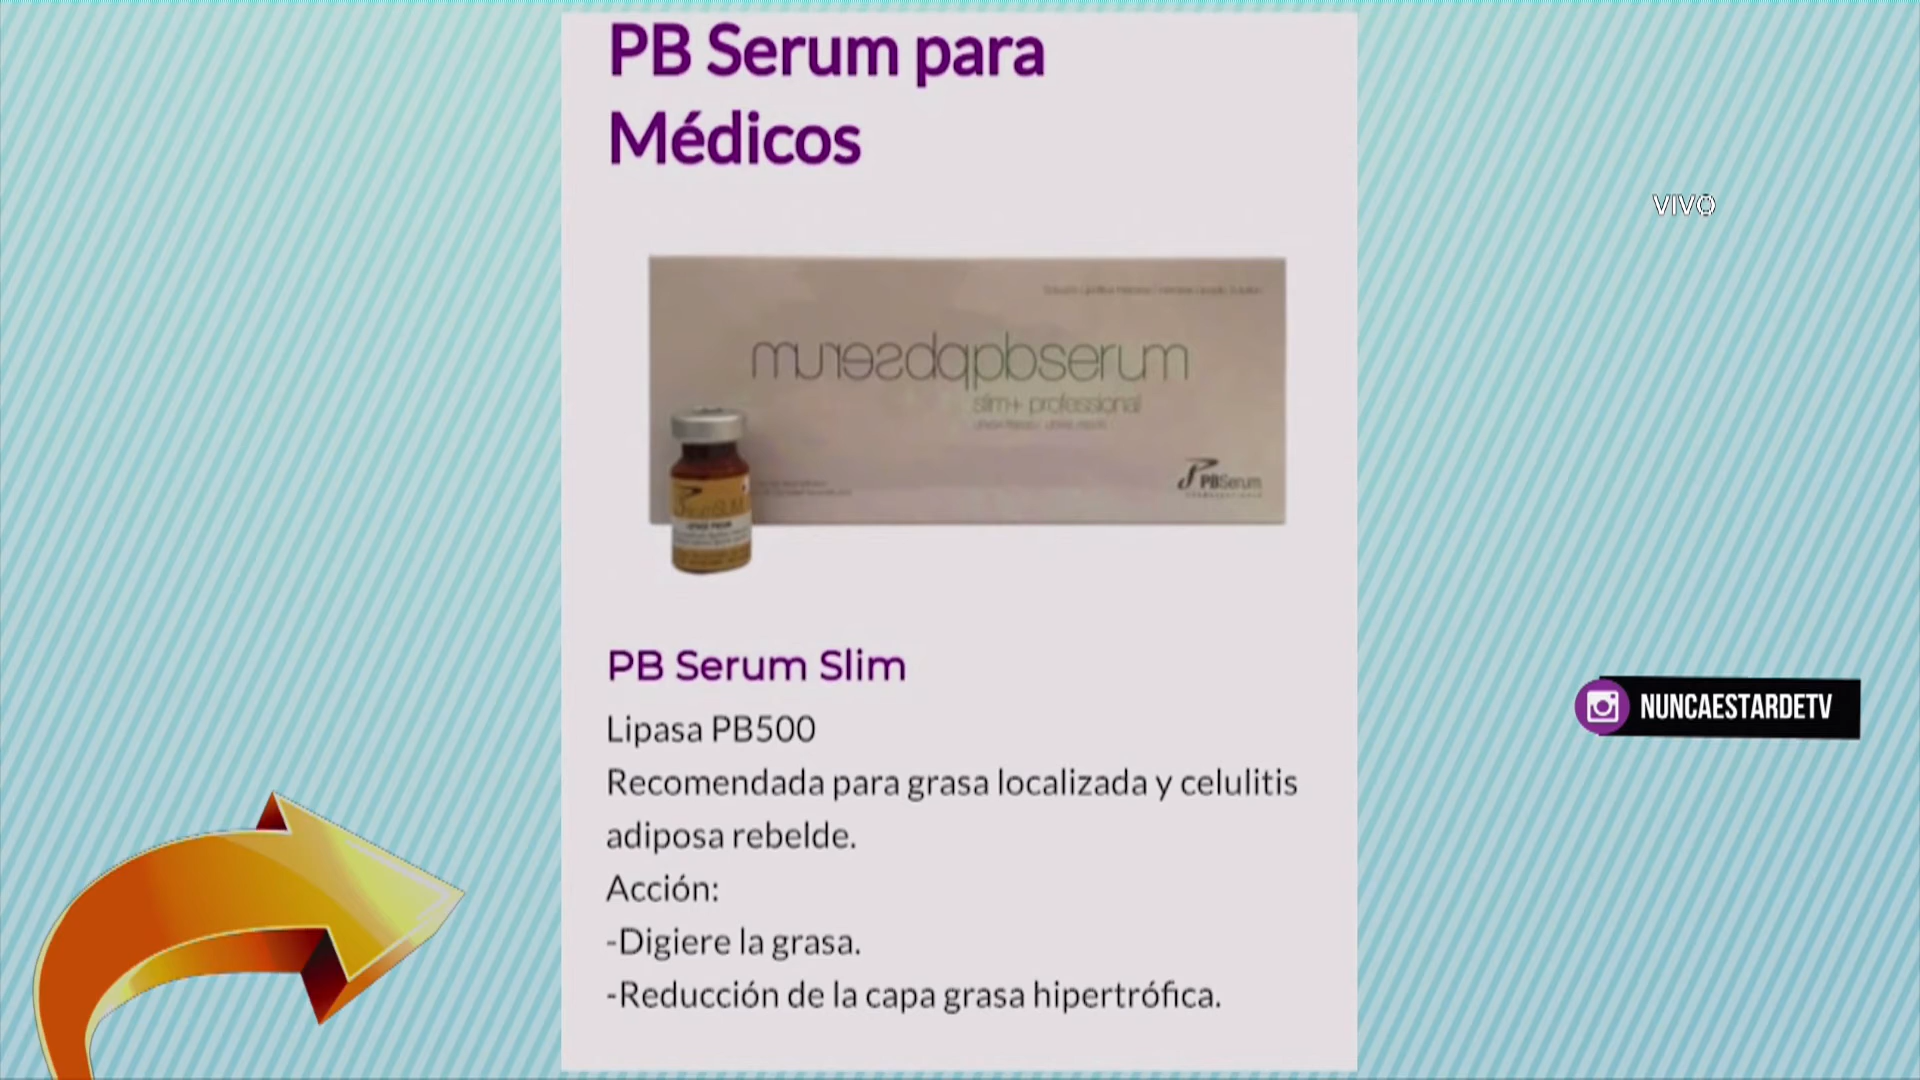 PB Serum para
Médicos
VIVO
pbserum
slim+ professional
PBSerum
PB Serum Slim
Lipasa PB500
Recomendada para grasa localizada y celulitis
adiposa rebelde.
Acción:
-Digiere la grasa.
-Reducción de la capa grasa hipertrófica.
NUNCAESTARDETV